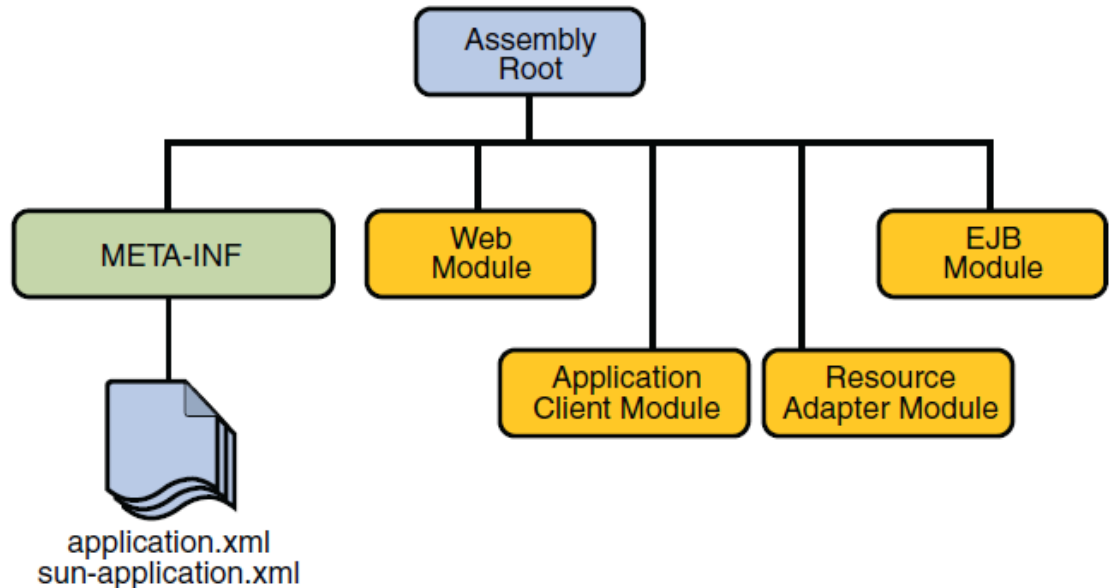 Assembly
Root
META-INF
Web
Module
EJB
Module
Application
Client Module
Resource
Adapter Module
application.xml
sun-application.xml